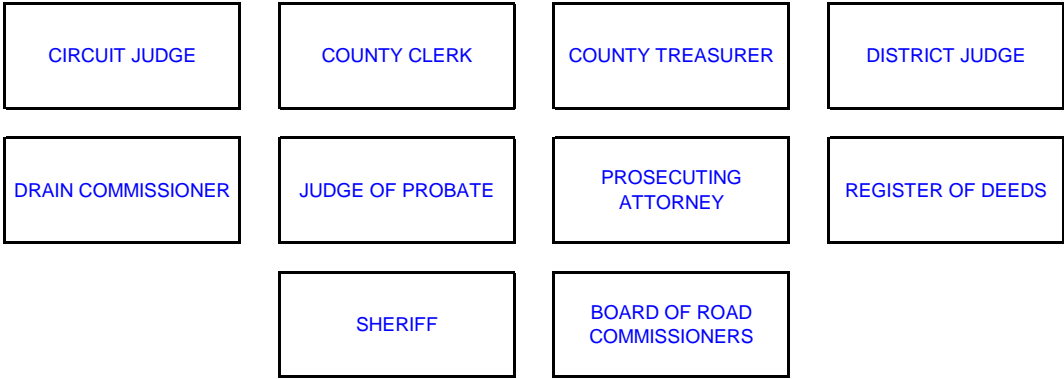 CIRCUIT JUDGE
COUNTY CLERK
COUNTY TREASURER
DISTRICT JUDGE
DRAIN COMMISSIONER
JUDGE OF PROBATE
PROSECUTING
ATTORNEY
REGISTER OF DEEDS
SHERIFF
BOARD OF ROAD
COMMISSIONERS